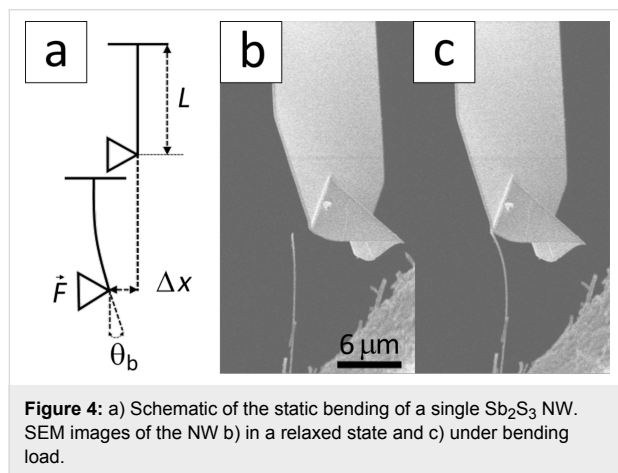 a
b
c
L
F⃗
Δx
θb
6 μm
Figure 4: a) Schematic of the static bending of a single Sb2S3 NW.
SEM images of the NW b) in a relaxed state and c) under bending
load.